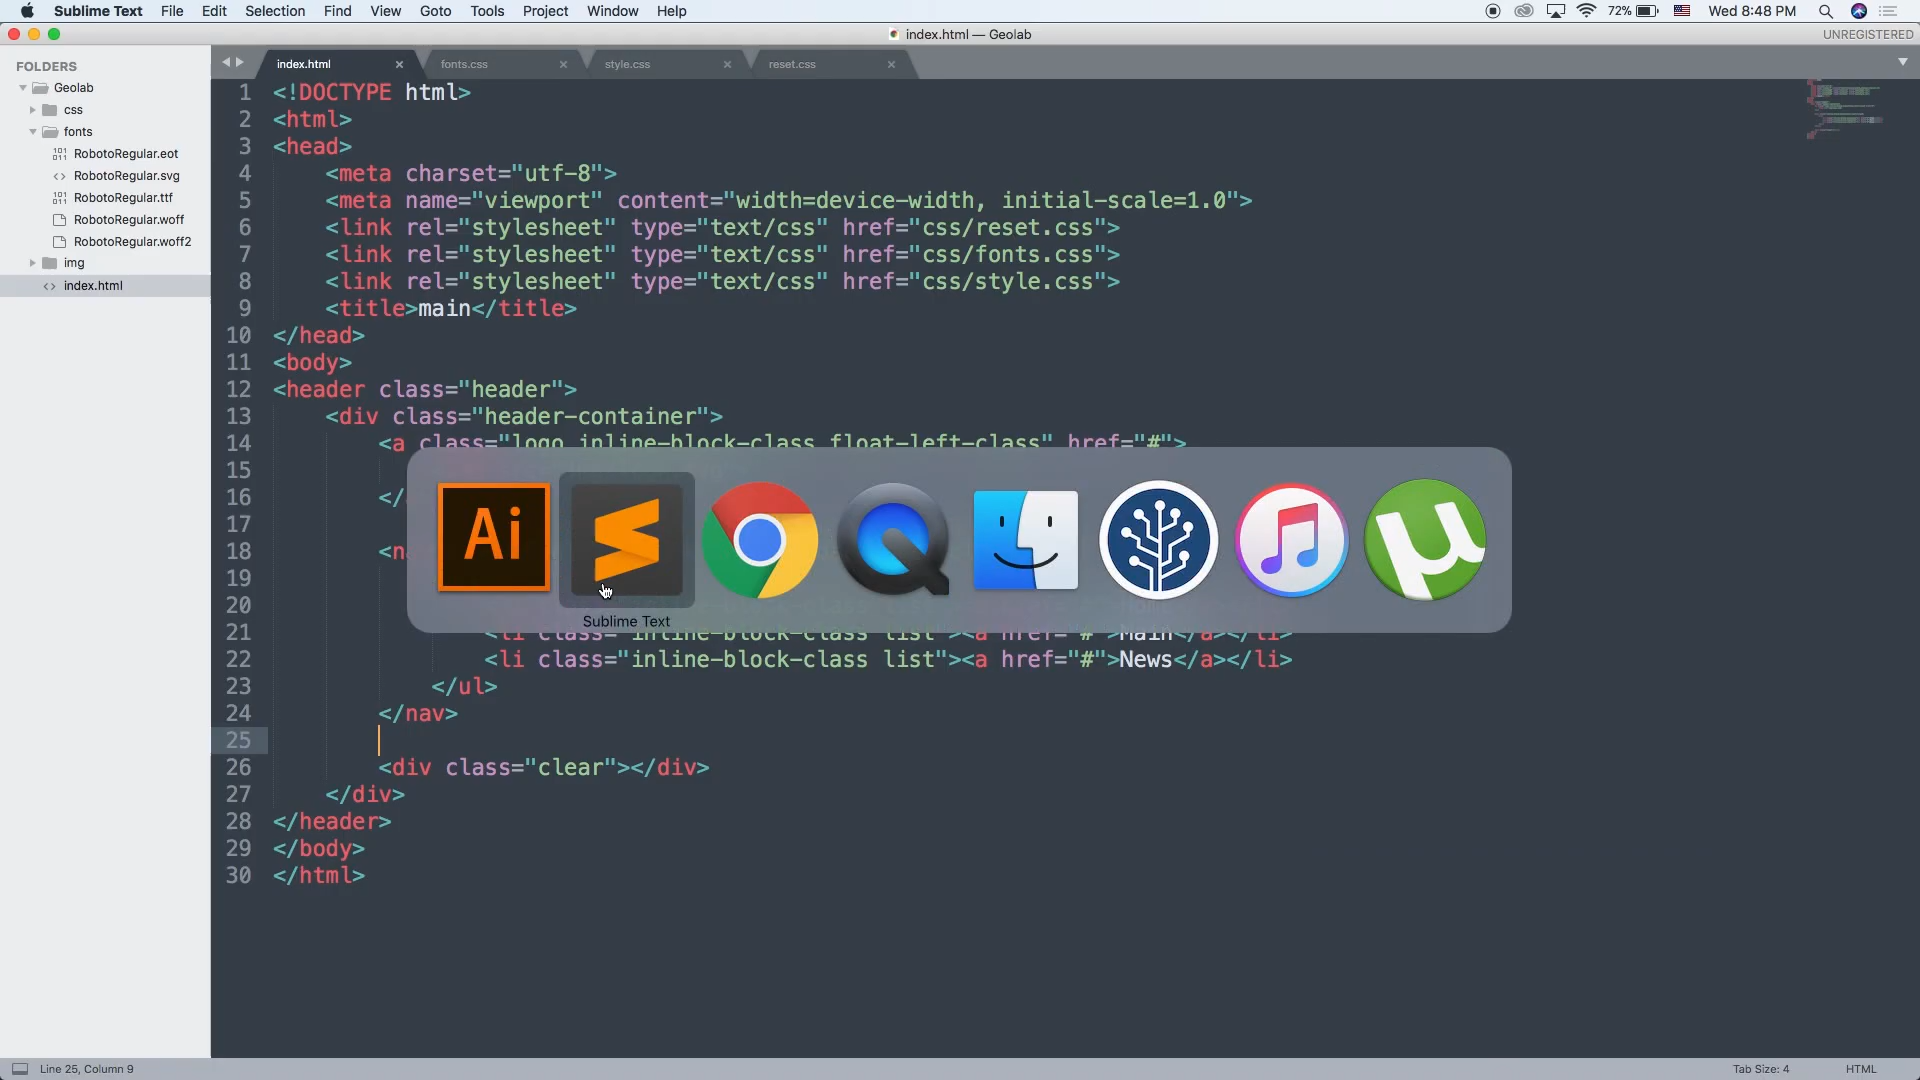 Sublime Text File Edit Selection Find View Goto Tools Project Window Help
72% Wed 8:48 PM
index.html — Geolab
UNREGISTERED
FOLDERS
Geolab
css
fonts
RobotoRegular.eot
RobotoRegular.svg
RobotoRegular.ttf
RobotoRegular.woff
RobotoRegular.woff2
img
index.html
index.html fonts.css style.css reset.css
1 <!DOCTYPE html>
2 <html>
3 <head>
4 <meta charset="utf-8">
5 <meta name="viewport" content="width=device-width, initial-scale=1.0">
6 <link rel="stylesheet" type="text/css" href="css/reset.css">
7 <link rel="stylesheet" type="text/css" href="css/fonts.css">
8 <link rel="stylesheet" type="text/css" href="css/style.css">
9 <title>main</title>
10 </head>
11 <body>
12 <header class="header">
13 <div class="header-container">
14 <a class="logo inline-block-class float-left-class" href="#">
15
16 </
17
18 <n
19
20
21 <li class="inline-block-class list"><a href="#">Main</a></li>
22 <li class="inline-block-class list"><a href="#">News</a></li>
23 </ul>
24 </nav>
25
26 <div class="clear"></div>
27 </div>
28 </header>
29 </body>
30 </html>
Ai
Sublime Text
Line 25, Column 9
Tab Size: 4
HTML